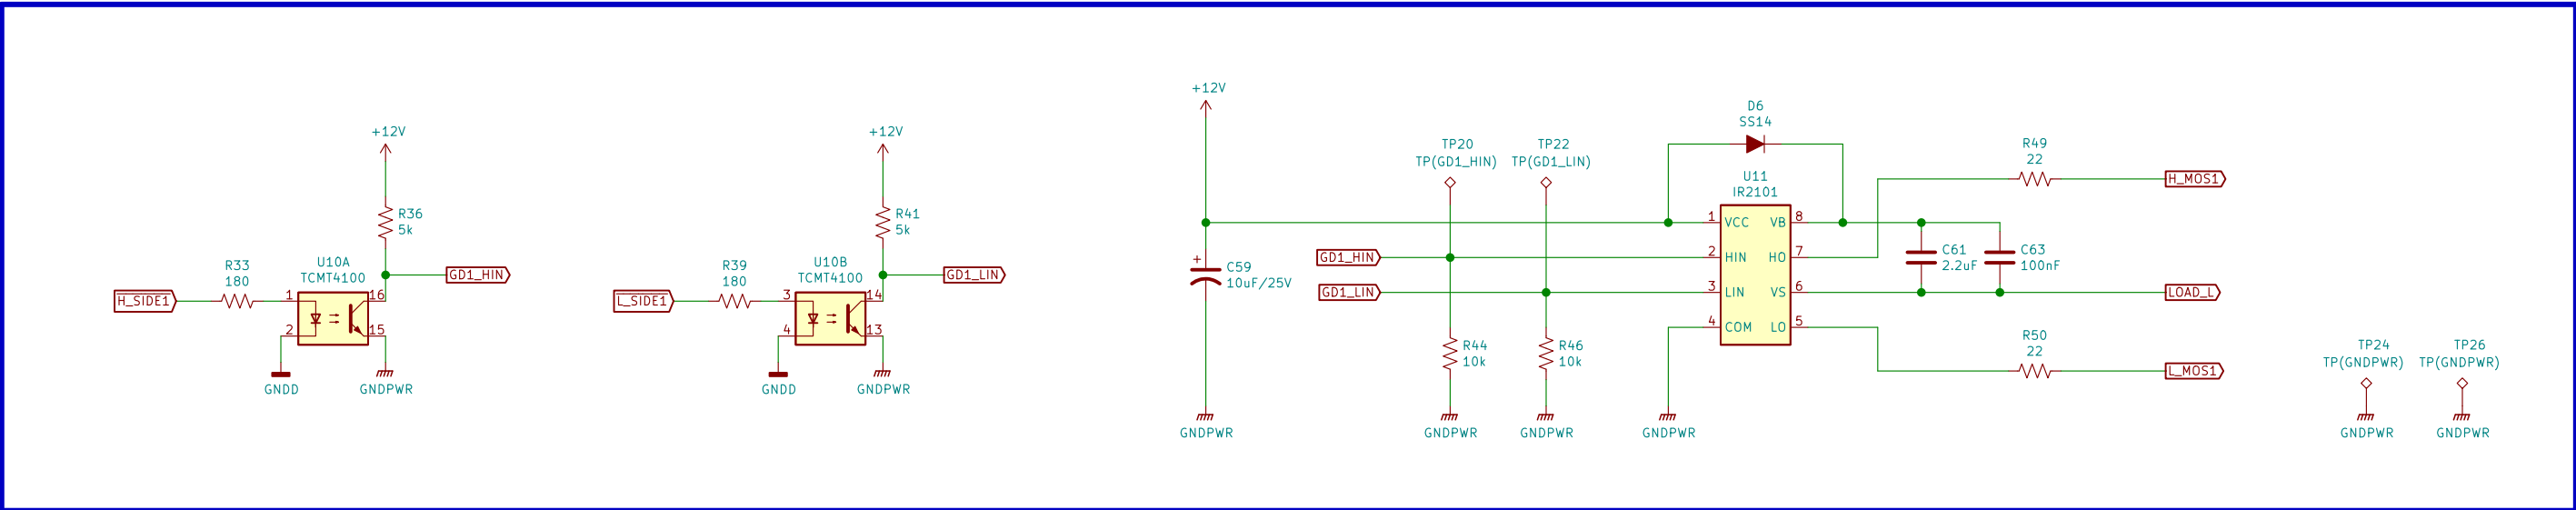 +12V
R36
5k
U10A
TCMT4100
R33
180
H_SIDE1
1
2
16
15
GD1_HIN
GNDD
GNDPWR
+12V
R41
5k
U10B
TCMT4100
R39
180
L_SIDE1
3
4
14
13
GD1_LIN
GNDD
GNDPWR
+12V
+
C59
10uF/25V
GNDPWR
TP20
TP(GD1_HIN)
TP22
TP(GD1_LIN)
GD1_HIN
GD1_LIN
R44
10k
R46
10k
GNDPWR
GNDPWR
GNDPWR
D6
SS14
U11
IR2101
1 VCC VB 8
2 HIN HO 7
3 LIN VS 6
4 COM LO 5
C61
2.2uF
C63
100nF
R49
22
H_MOS1
LOAD_L
R50
22
L_MOS1
TP24
TP(GNDPWR)
GNDPWR
TP26
TP(GNDPWR)
GNDPWR